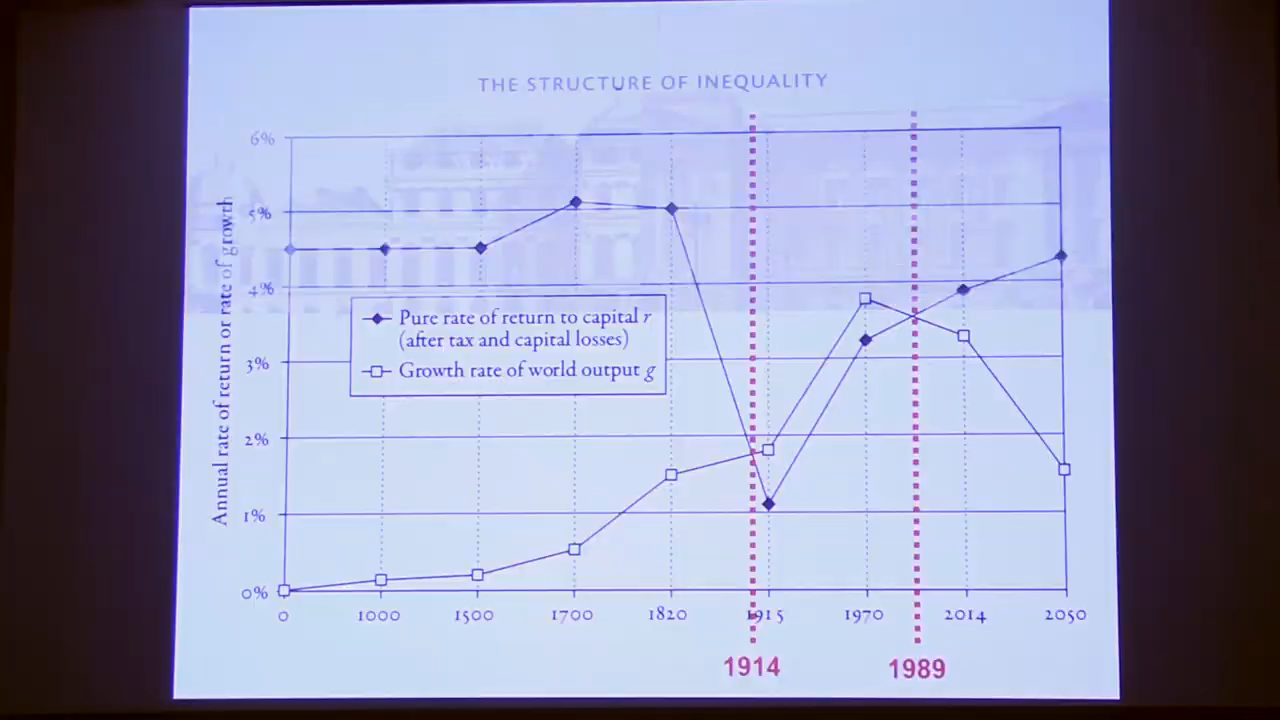 THE STRUCTURE OF INEQUALITY
6%
5%
4%
3%
2%
1%
0%
Annual rate of return or rate of growth
Pure rate of return to capital r
(after tax and capital losses)
Growth rate of world output g
0 1000 1500 1700 1820 1915 1970 2014 2050
1914 1989